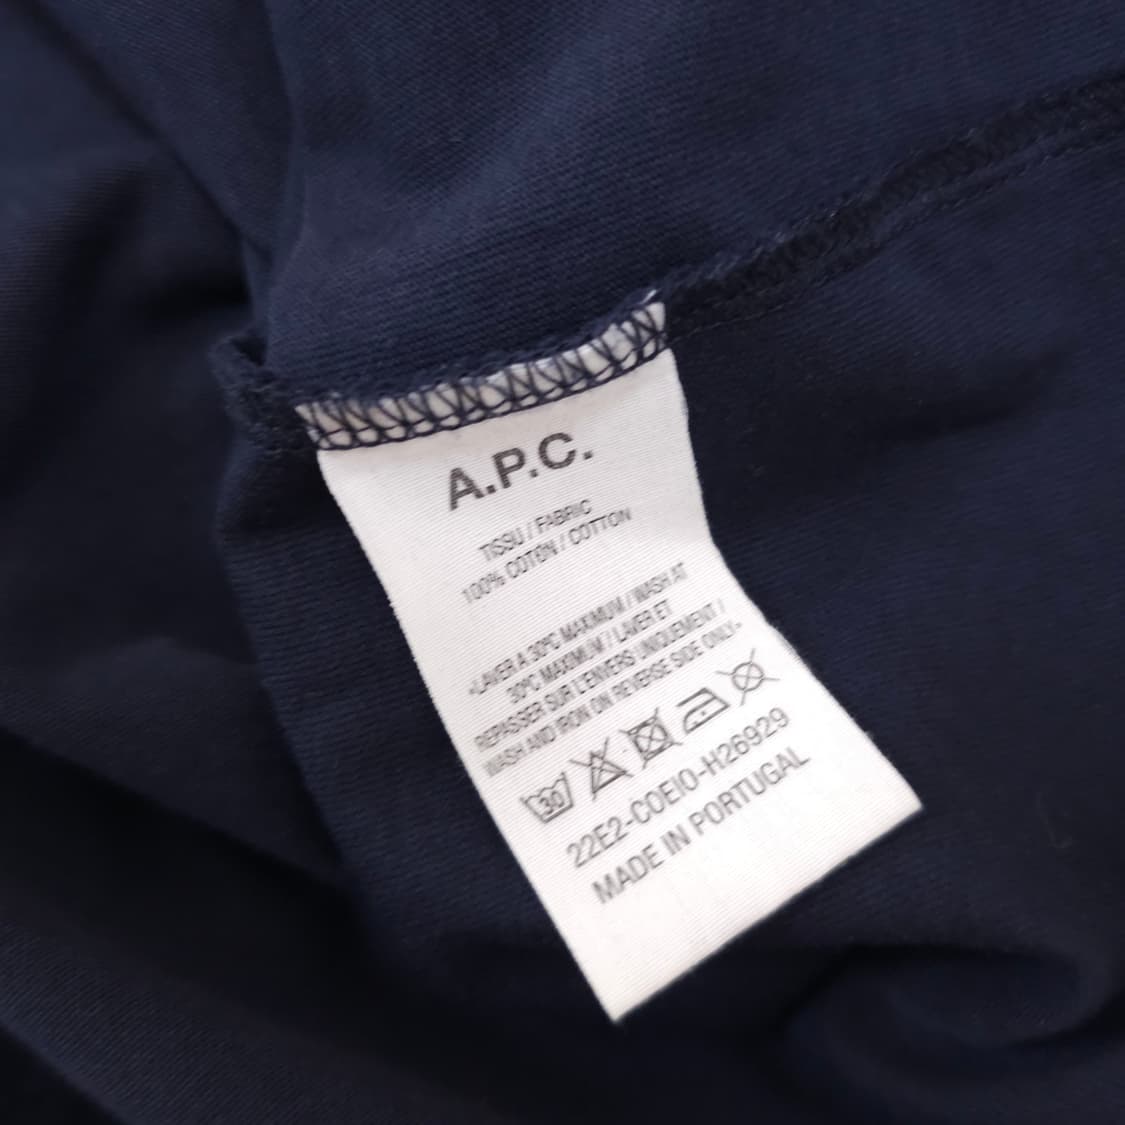 A.P.C.
TISSU / FABRIC
100% COTON / COTTON
«LAVER A 30ºC MAXIMUM / WASH AT
30ºC MAXIMUM / LAVER ET
REPASSER SUR L'ENVERS UNIQUEMENT /
WASH AND IRON ON REVERSE SIDE ONLY»
30
22E2-COEIO-H26929
MADE IN PORTUGAL